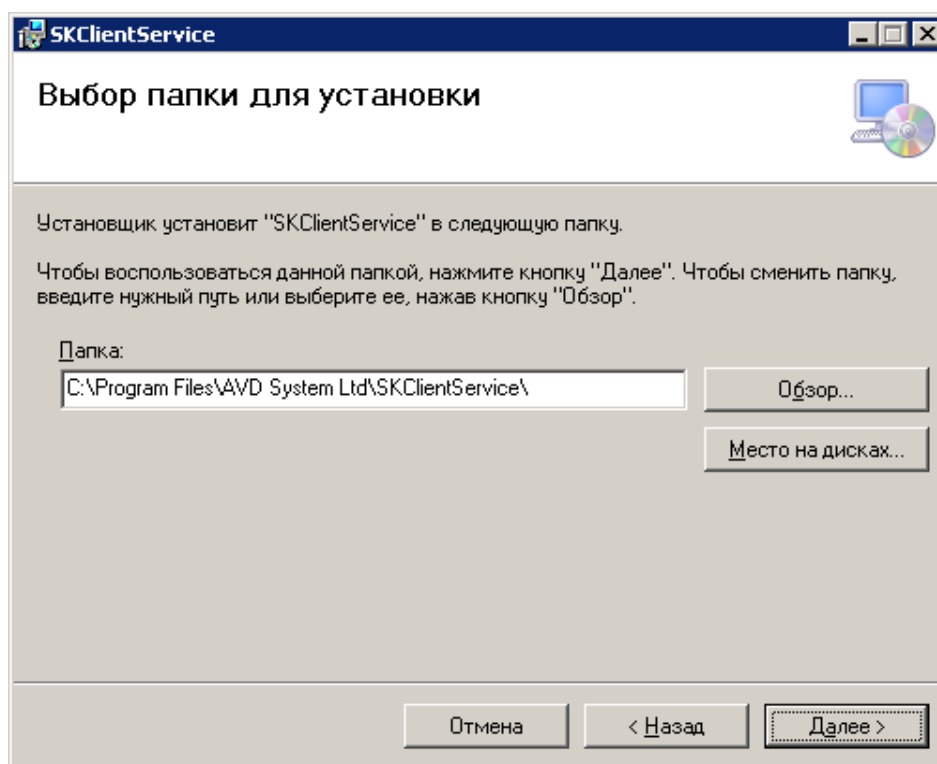 SKClientService
Выбор папки для установки
Установщик установит "SKClientService" в следующую папку.
Чтобы воспользоваться данной папкой, нажмите кнопку "Далее". Чтобы сменить папку,
введите нужный путь или выберите ее, нажав кнопку "Обзор".
Папка:
C:\Program Files\AVD System Ltd\SKClientService\
Обзор...
Место на дисках...
Отмена
< Назад
Далее >